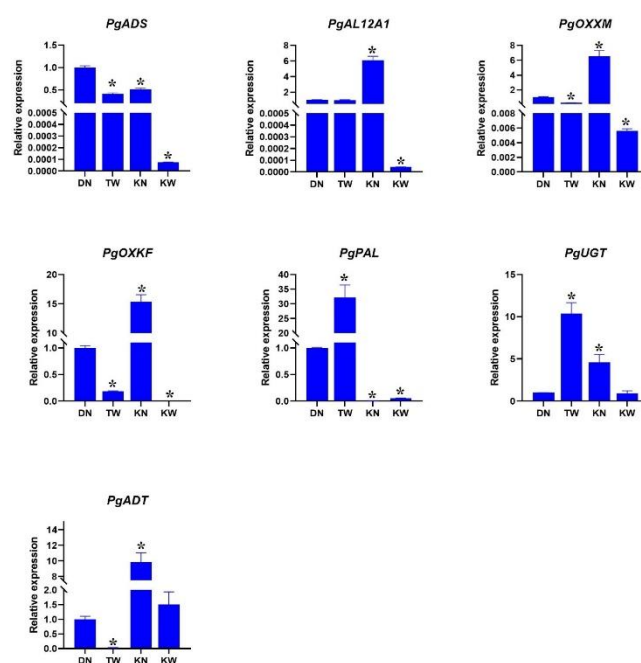 PgADS
Relative expression
1.5
1.0
0.5
0.0005
0.0004
0.0003
0.0002
0.0001
0.0000
* * *
DN TW KN KW
PgAL12A1
Relative expression
8
6
4
2
0.0005
0.0004
0.0003
0.0002
0.0001
0.0000
* *
DN TW KN KW
PgOXXM
Relative expression
8
6
4
2
0.008
0.006
0.004
0.002
0.000
* * *
DN TW KN KW
PgOXKF
Relative expression
20
15
10
1.0
0.5
0.0
* * *
DN TW KN KW
PgPAL
Relative expression
40
35
30
25
20
1.0
0.5
0.0
* * *
DN TW KN KW
PgUGT
Relative expression
15
10
5
0
* *
DN TW KN KW
PgADT
Relative expression
14
12
10
8
2.0
1.5
1.0
0.5
0.0
* *
DN TW KN KW